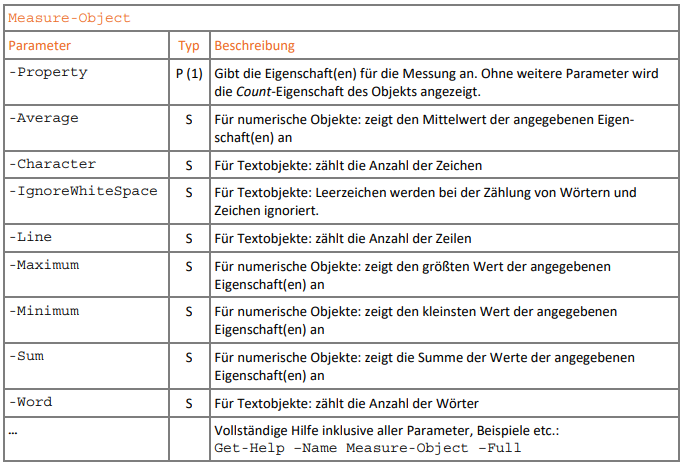 Measure-Object
Parameter Typ Beschreibung
-Property P (1) Gibt die Eigenschaft(en) für die Messung an. Ohne weitere Parameter wird
die Count-Eigenschaft des Objekts angezeigt.
-Average S Für numerische Objekte: zeigt den Mittelwert der angegebenen Eigen-
schaft(en) an
-Character S Für Textobjekte: zählt die Anzahl der Zeichen
-IgnoreWhiteSpace S Für Textobjekte: Leerzeichen werden bei der Zählung von Wörtern und
Zeichen ignoriert.
-Line S Für Textobjekte: zählt die Anzahl der Zeilen
-Maximum S Für numerische Objekte: zeigt den größten Wert der angegebenen
Eigenschaft(en) an
-Minimum S Für numerische Objekte: zeigt den kleinsten Wert der angegebenen
Eigenschaft(en) an
-Sum S Für numerische Objekte: zeigt die Summe der Werte der angegebenen
Eigenschaft(en) an
-Word S Für Textobjekte: zählt die Anzahl der Wörter
… Vollständige Hilfe inklusive aller Parameter, Beispiele etc.:
Get-Help –Name Measure-Object –Full